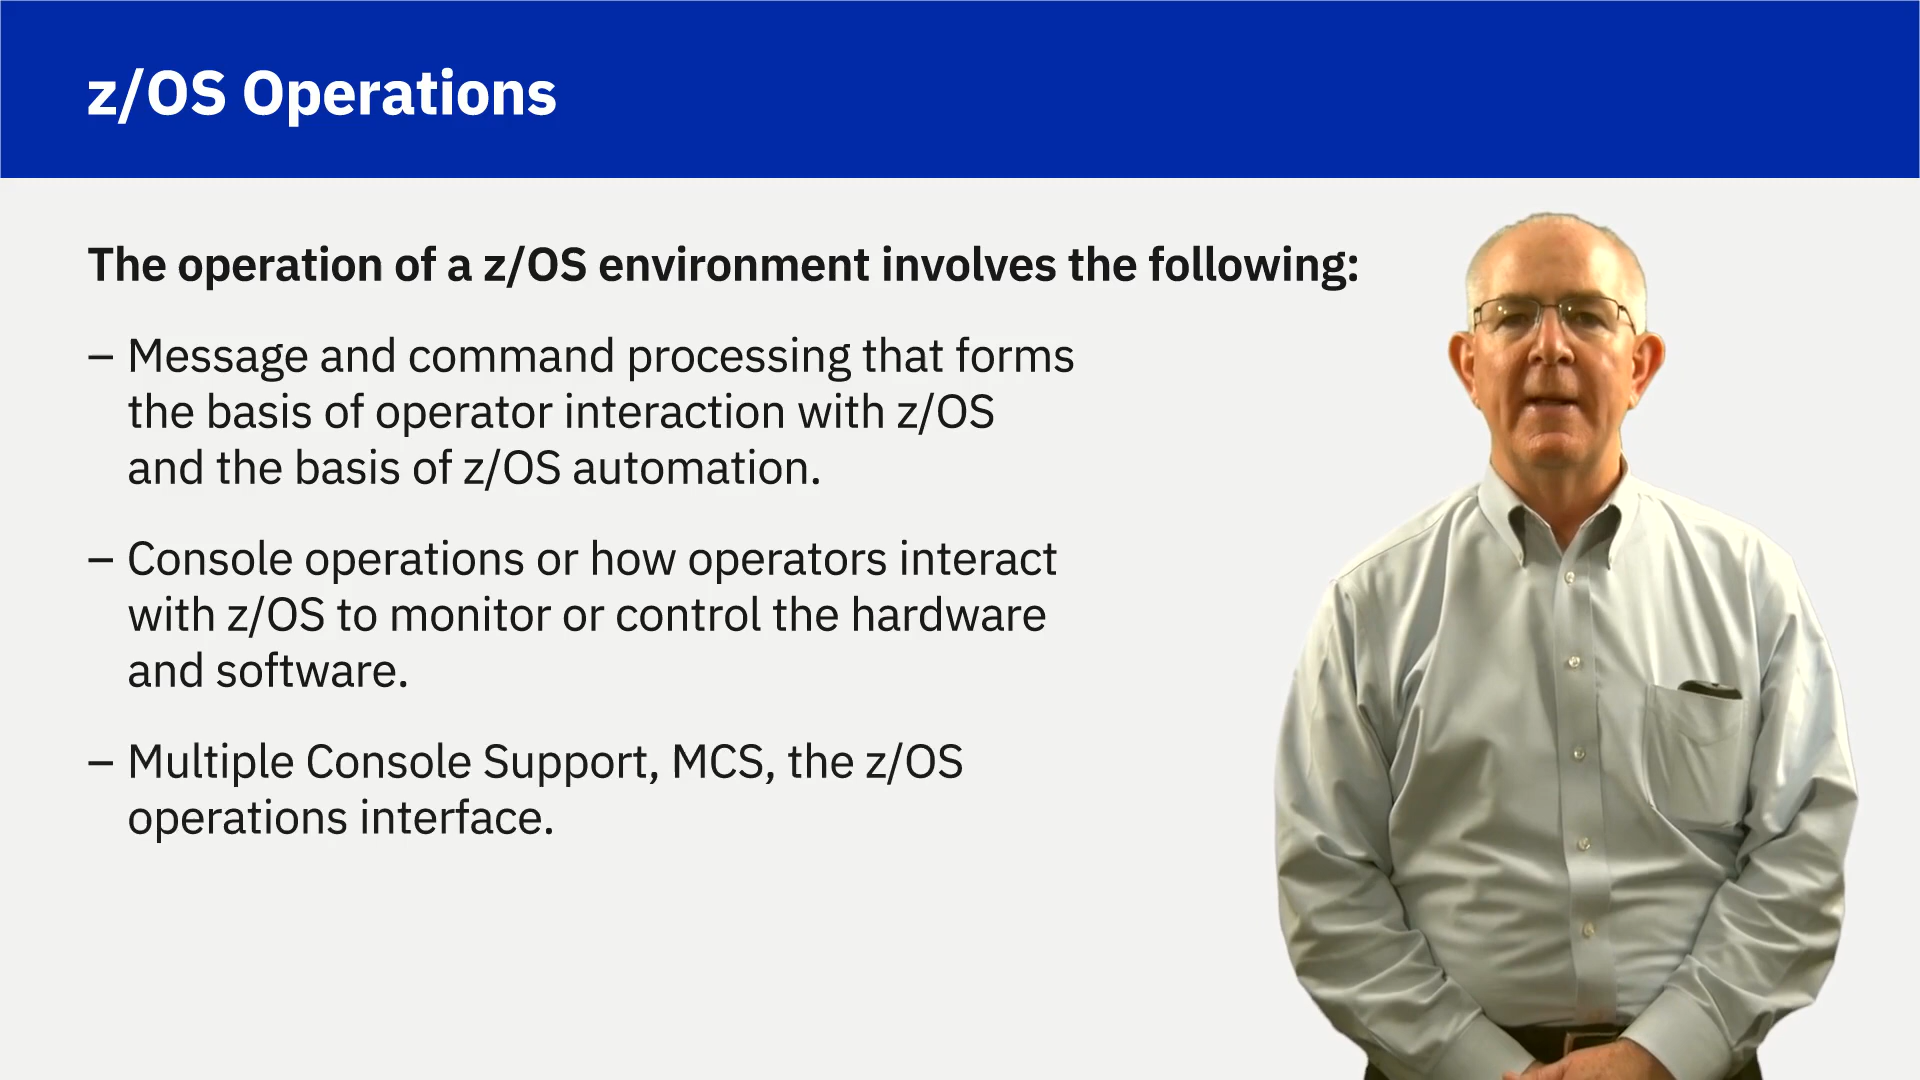 z/OS Operations
The operation of a z/OS environment involves the following:
– Message and command processing that forms
the basis of operator interaction with z/OS
and the basis of z/OS automation.
– Console operations or how operators interact
with z/OS to monitor or control the hardware
and software.
– Multiple Console Support, MCS, the z/OS
operations interface.